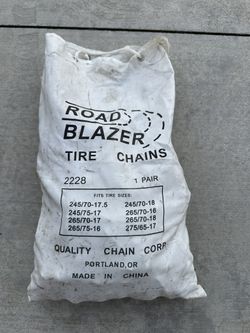 ROAD
BLAZER
TIRE CHAINS
2228 1 PAIR
FITS TIRE SIZES:
245/70-17.5 245/70-18
245/75-17 265/70-16
265/70-17 265/70-18
265/75-16 275/65-17
QUALITY CHAIN CORP
PORTLAND, OR
MADE IN CHINA